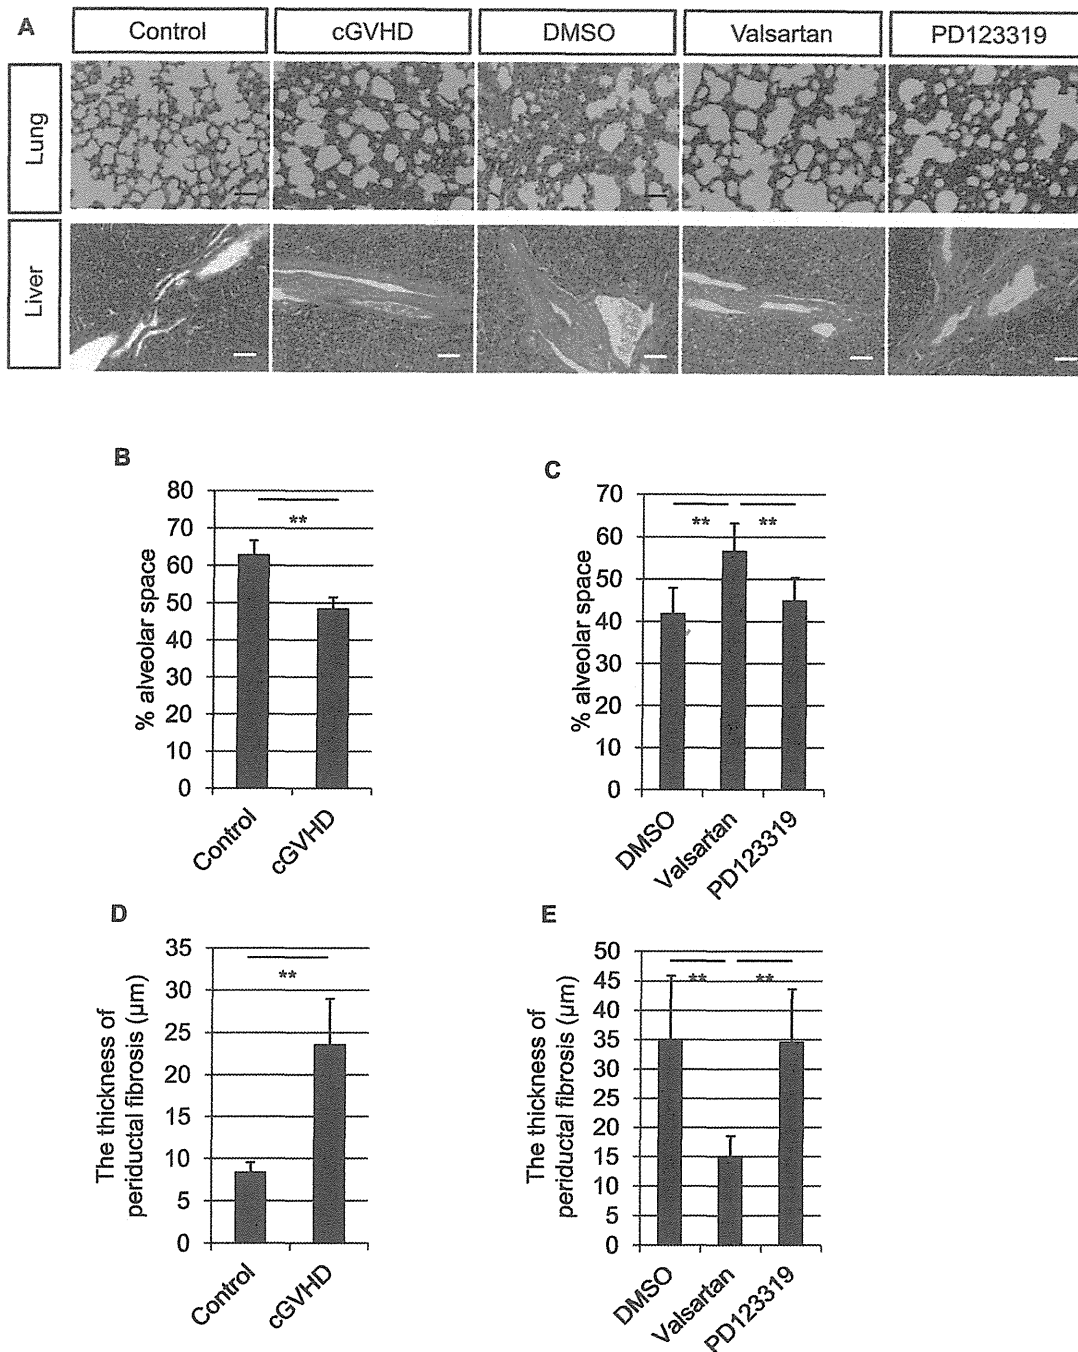 A
Control
cGVHD
DMSO
Valsartan
PD123319
Lung
Liver
B
% alveolar space
80
70
60
50
40
30
20
10
0
**
Control
cGVHD
C
% alveolar space
70
60
50
40
30
20
10
0
**
**
DMSO
Valsartan
PD123319
D
The thickness of
periductal fibrosis (µm)
35
30
25
20
15
10
5
0
**
Control
cGVHD
E
The thickness of
periductal fibrosis (µm)
50
45
40
35
30
25
20
15
10
5
0
**
**
DMSO
Valsartan
PD123319